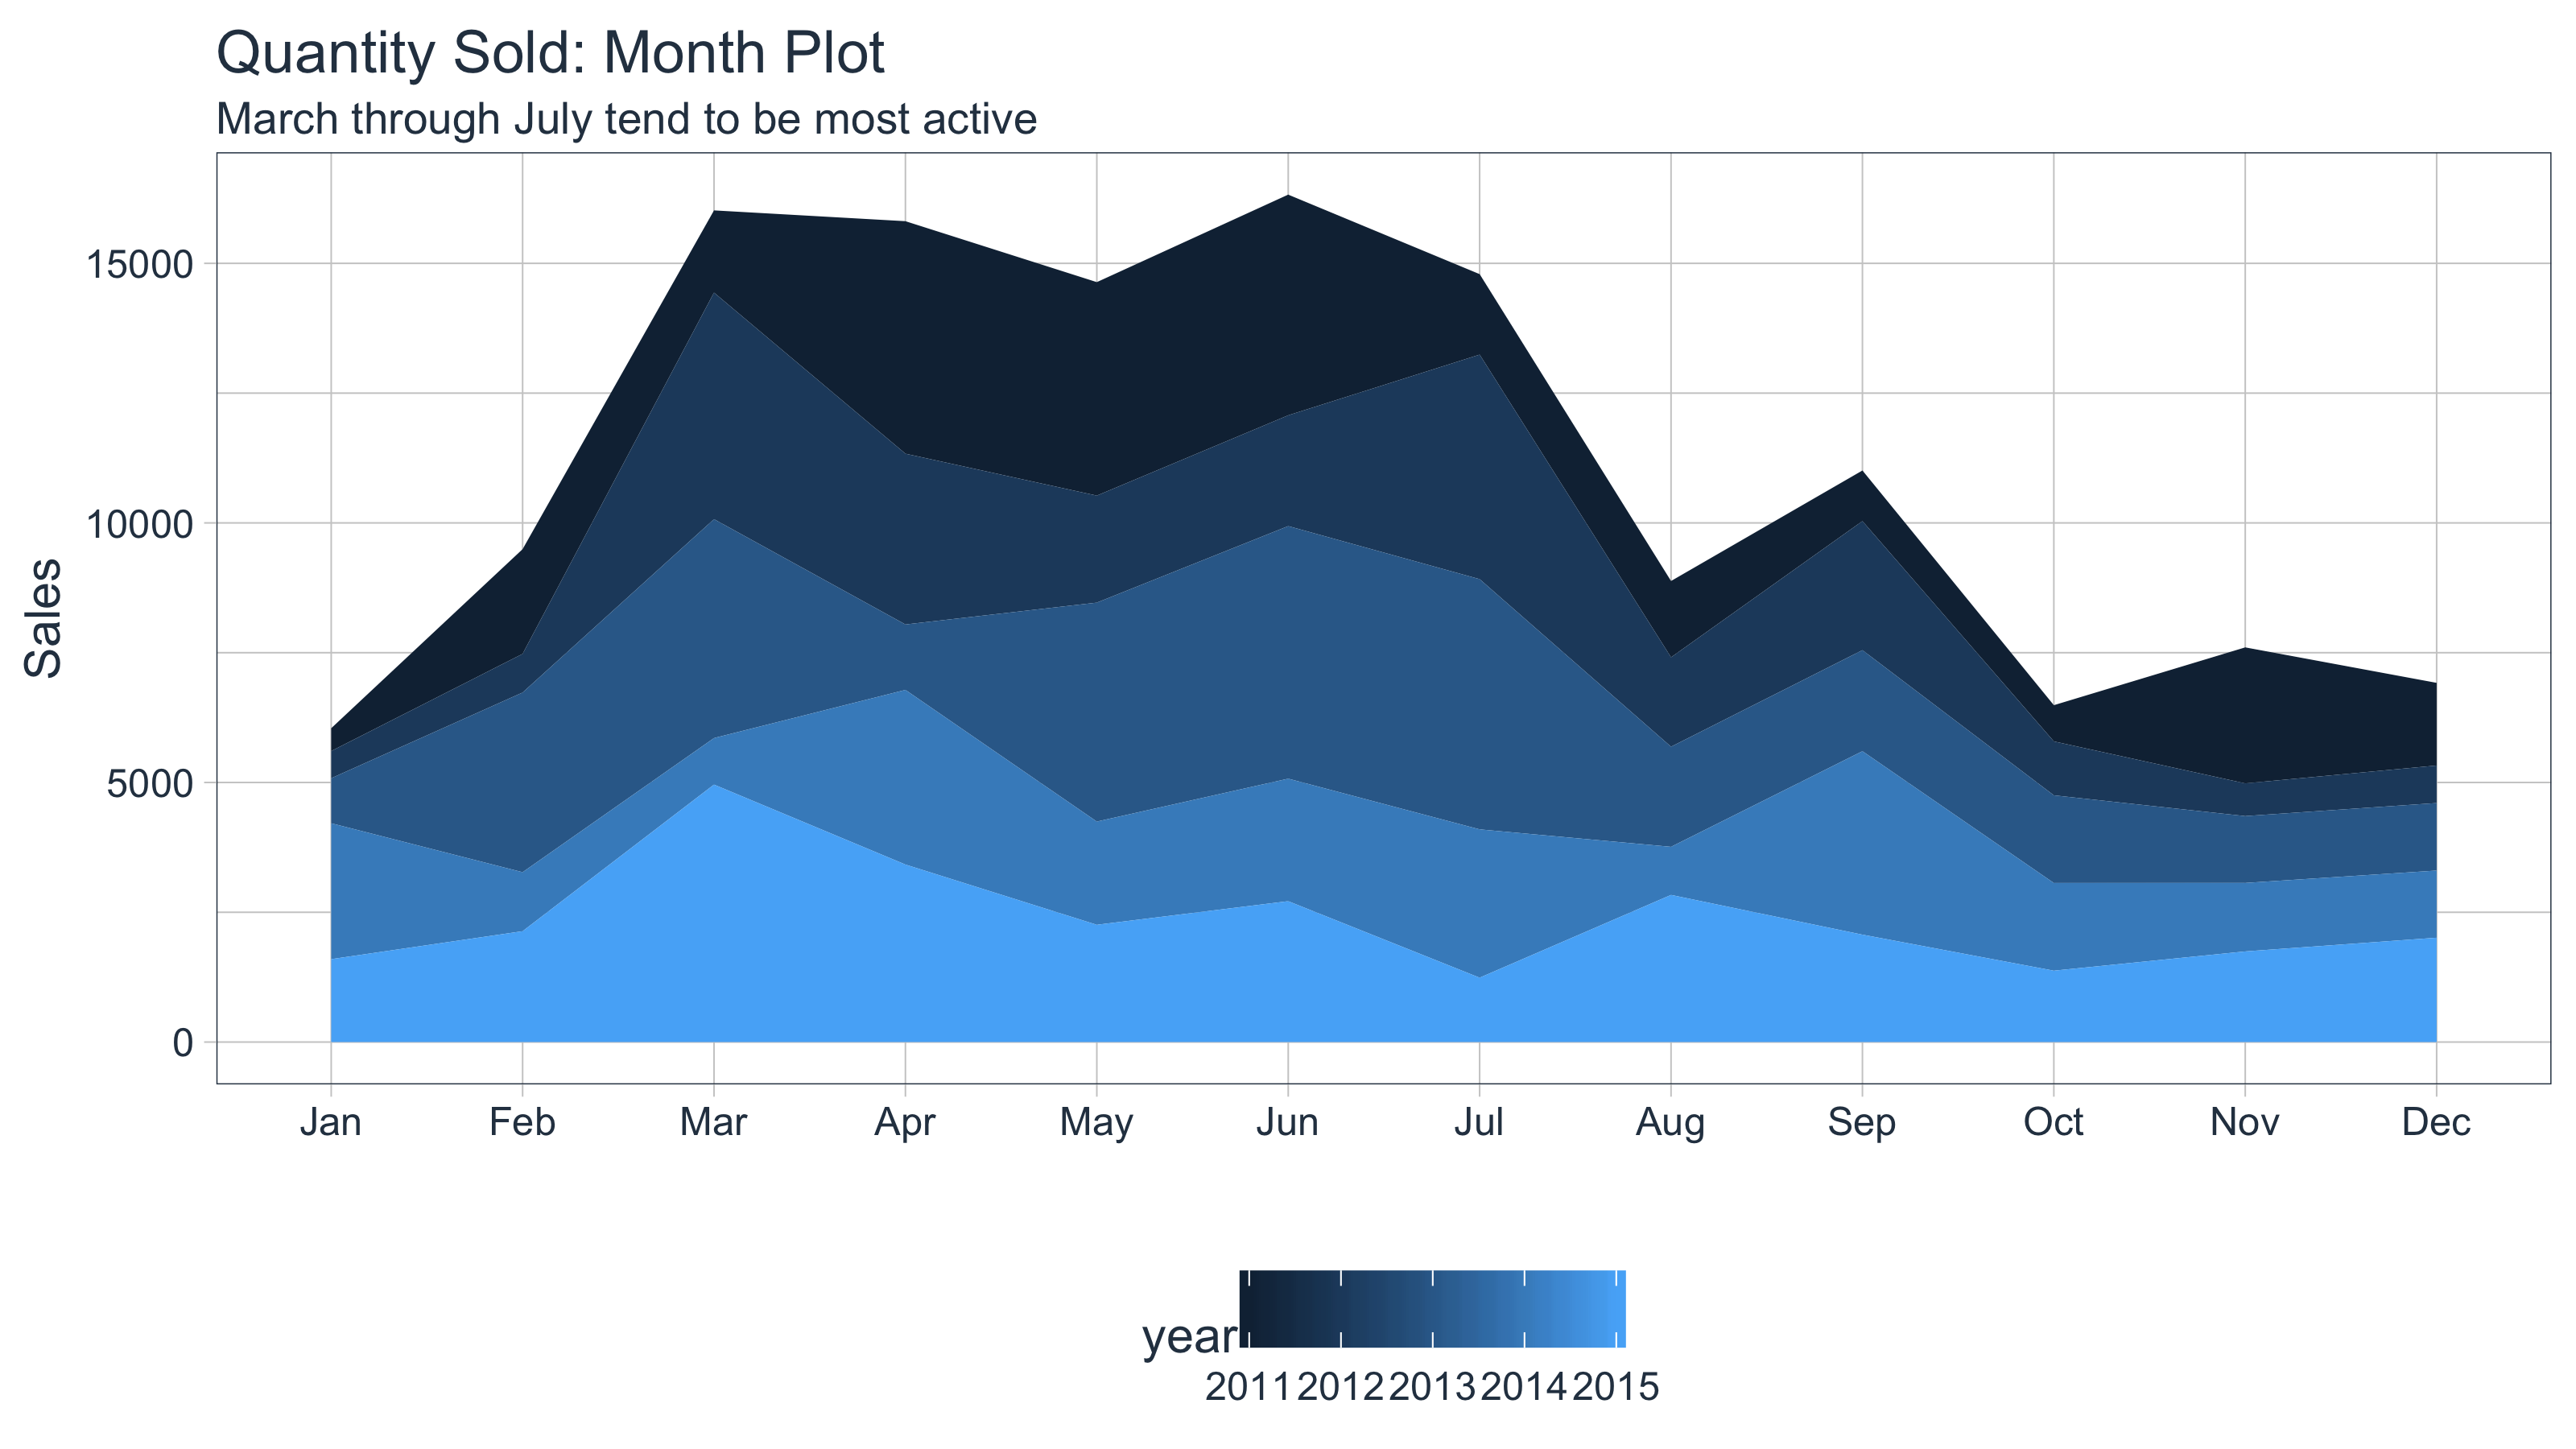 Quantity Sold: Month Plot
March through July tend to be most active
15000
10000
5000
0
Sales
Jan Feb Mar Apr May Jun Jul Aug Sep Oct Nov Dec
year
2011 2012 2013 2014 2015